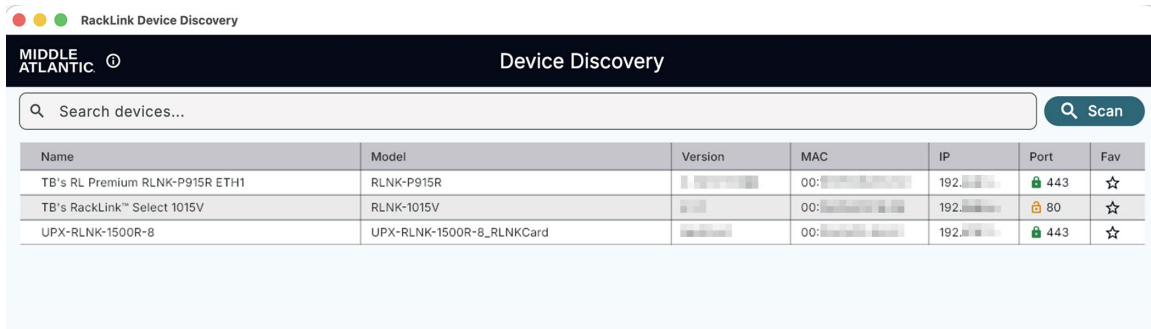 RackLink Device Discovery
MIDDLE
ATLANTIC.
Device Discovery
Search devices...
Scan
Name Model Version MAC IP Port Fav
TB's RL Premium RLNK-P915R ETH1 RLNK-P915R 00: 192. 443
TB's RackLink™ Select 1015V RLNK-1015V 00: 192. 80
UPX-RLNK-1500R-8 UPX-RLNK-1500R-8_RLNKCard 00: 192. 443